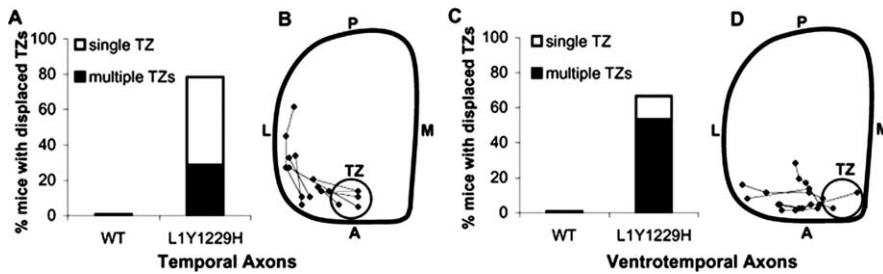 A
% mice with displaced TZs
100
80
60
40
20
0
single TZ
multiple TZs
WT
L1Y1229H
Temporal Axons
B
P
L
M
TZ
A
C
% mice with displaced TZs
100
80
60
40
20
0
single TZ
multiple TZs
WT
L1Y1229H
Ventrotemporal Axons
D
P
L
M
TZ
A